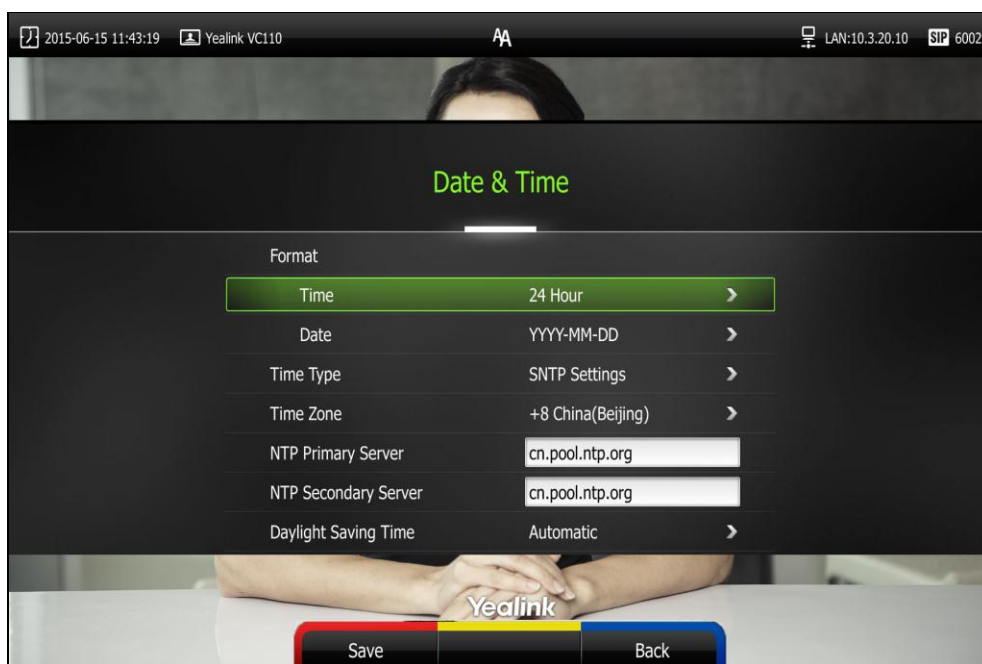 2015-06-15 11:43:19 Yealink VC110 AA LAN:10.3.20.10 SIP 6002
Date & Time
Format
Time 24 Hour
Date YYYY-MM-DD
Time Type SNTP Settings
Time Zone +8 China(Beijing)
NTP Primary Server cn.pool.ntp.org
NTP Secondary Server cn.pool.ntp.org
Daylight Saving Time Automatic
Yealink
Save Back